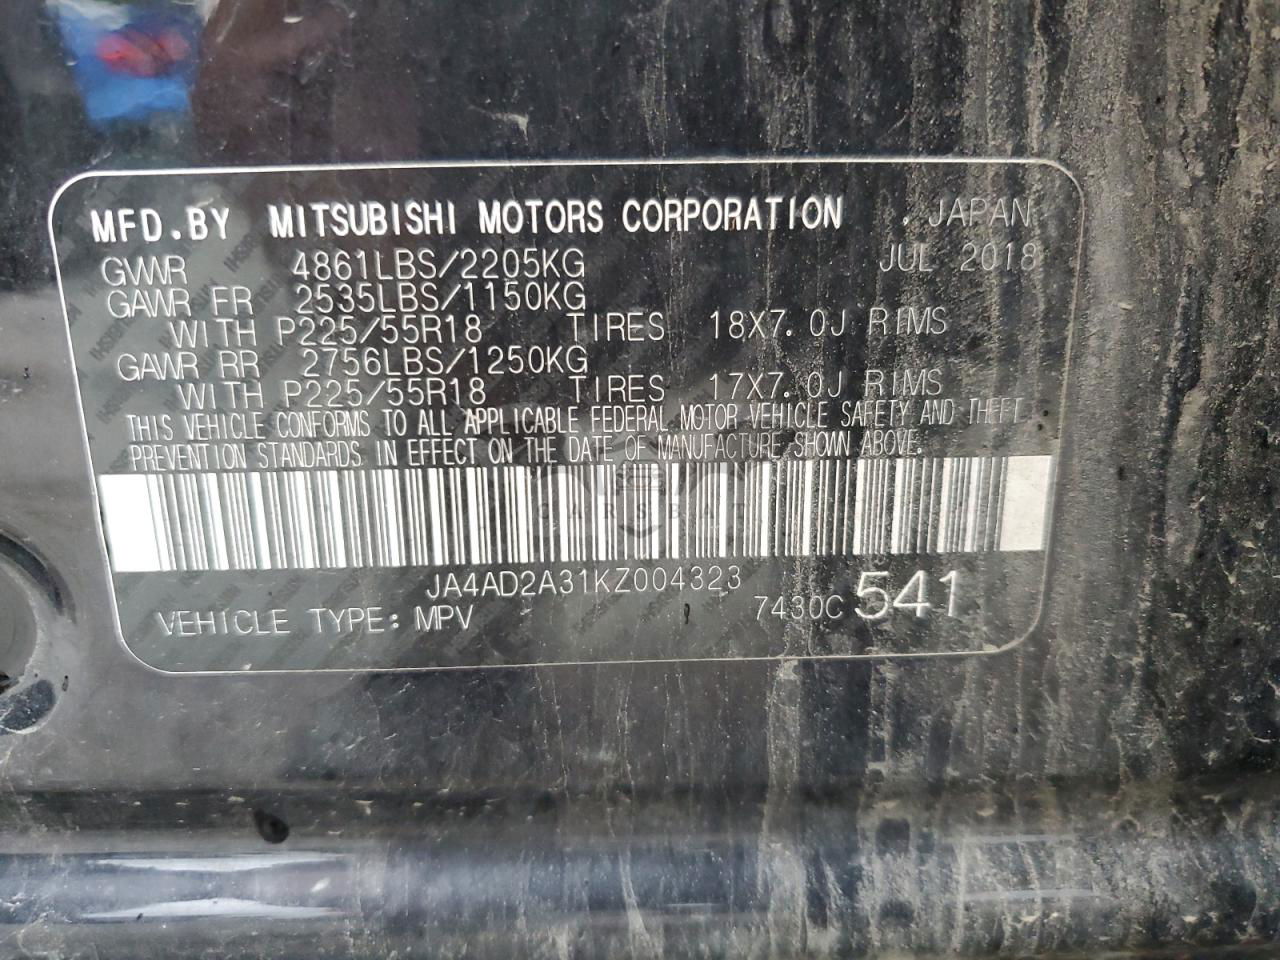 MFD.BY MITSUBISHI MOTORS CORPORATION . JAPAN
GVWR 4861LBS/2205KG JUL 2018
GAWR FR 2535LBS/1150KG
WITH P225/55R18 TIRES 18X7.0J RIMS
GAWR RR 2756LBS/1250KG
WITH P225/55R18 TIRES 17X7.0J RIMS
THIS VEHICLE CONFORMS TO ALL APPLICABLE FEDERAL MOTOR VEHICLE SAFETY AND THEFT
PREVENTION STANDARDS IN EFFECT ON THE DATE OF MANUFACTURE SHOWN ABOVE.
CARSBAT
JA4AD2A31KZ004323
VEHICLE TYPE: MPV 7430C 541